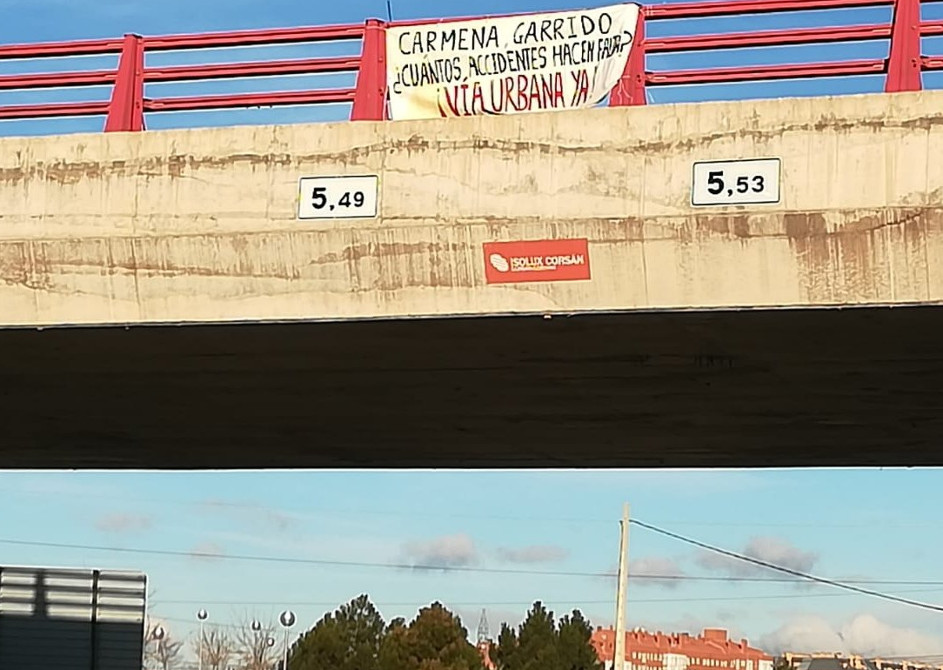 CARMENA, GARRIDO
¿CUÁNTOS, ACCIDENTES HACEN FALTA?
¡VÍA URBANA YA!
5,49
5,53
ISOLUX CORSÁN